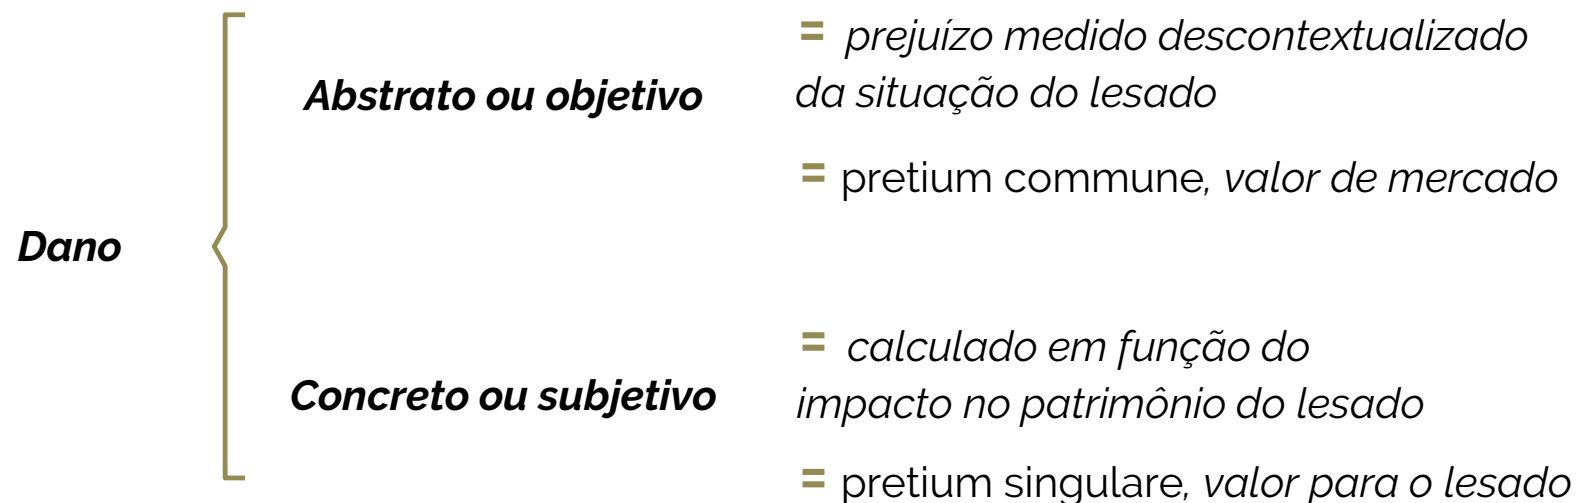 Dano
Abstrato ou objetivo
= prejuízo medido descontextualizado
da situação do lesado
= pretium commune, valor de mercado
Concreto ou subjetivo
= calculado em função do
impacto no patrimônio do lesado
= pretium singulare, valor para o lesado